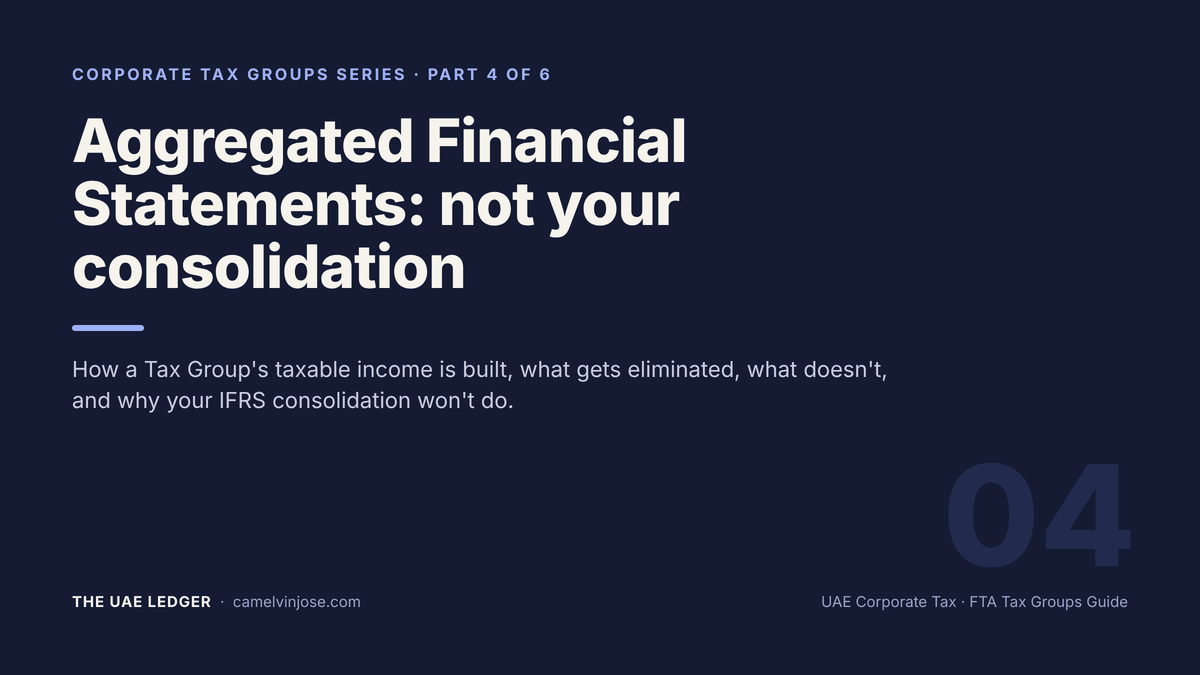 CORPORATE TAX GROUPS SERIES · PART 4 OF 6
Aggregated Financial
Statements: not your
consolidation
How a Tax Group's taxable income is built, what gets eliminated, what doesn't,
and why your IFRS consolidation won't do.
04
THE UAE LEDGER · camelvinjose.com
UAE Corporate Tax · FTA Tax Groups Guide